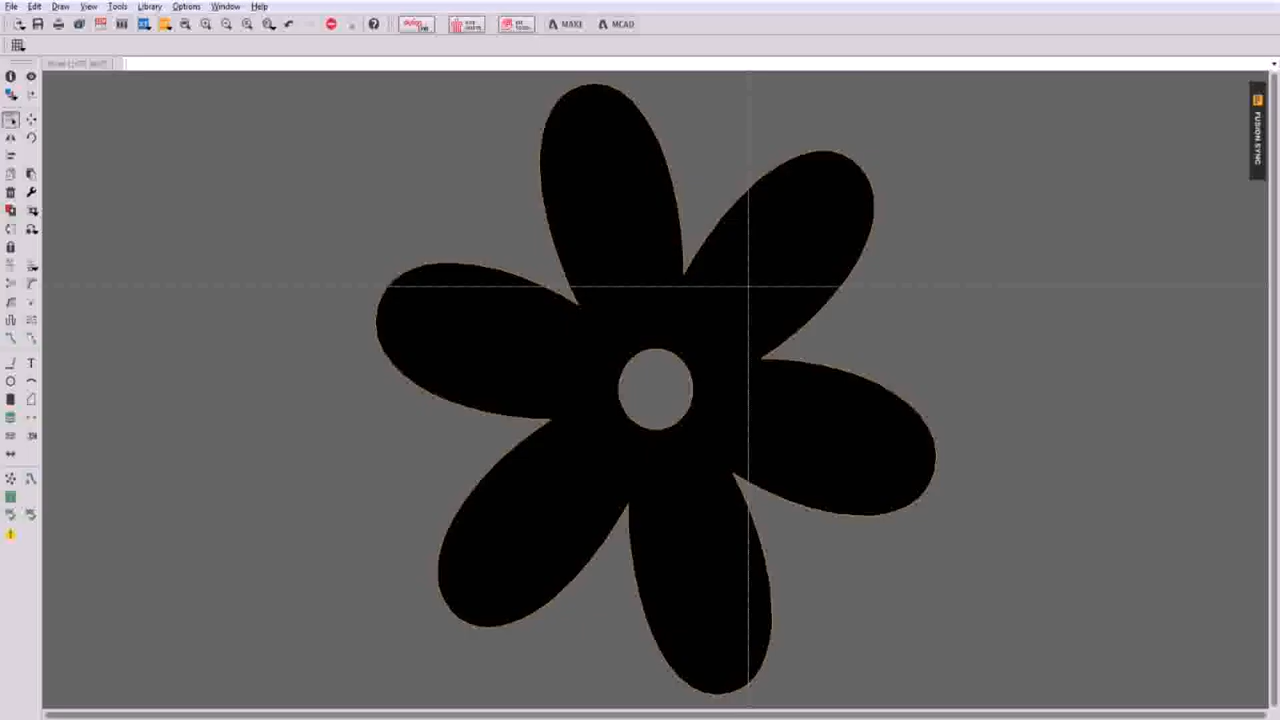 File Edit Draw View Tools Library Options Window Help
MAKE MCAD
FUSION SYNC
T